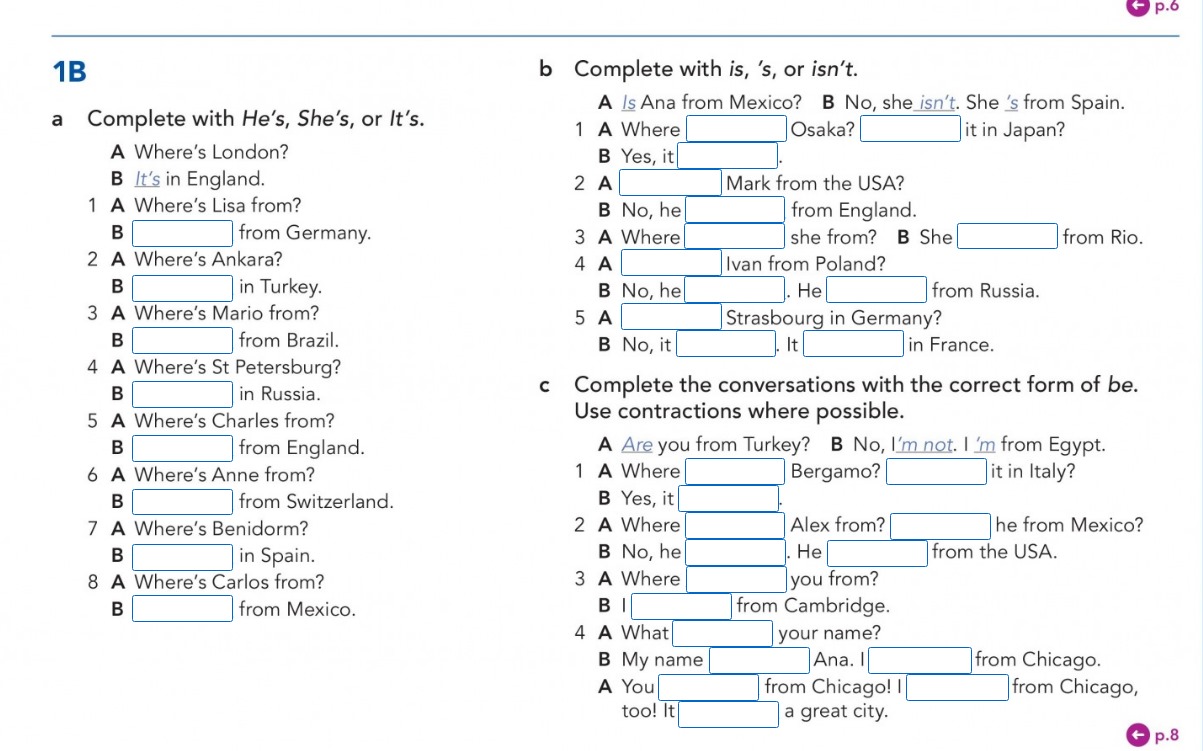 p.6
1B
a Complete with He's, She's, or It's.
A Where's London?
B It's in England.
1 A Where's Lisa from?
B from Germany.
2 A Where's Ankara?
B in Turkey.
3 A Where's Mario from?
B from Brazil.
4 A Where's St Petersburg?
B in Russia.
5 A Where's Charles from?
B from England.
6 A Where's Anne from?
B from Switzerland.
7 A Where's Benidorm?
B in Spain.
8 A Where's Carlos from?
B from Mexico.
b Complete with is, 's, or isn't.
A Is Ana from Mexico? B No, she isn't. She 's from Spain.
1 A Where Osaka? it in Japan?
B Yes, it .
2 A Mark from the USA?
B No, he from England.
3 A Where she from? B She from Rio.
4 A Ivan from Poland?
B No, he . He from Russia.
5 A Strasbourg in Germany?
B No, it . It in France.
c Complete the conversations with the correct form of be.
Use contractions where possible.
A Are you from Turkey? B No, I'm not. I 'm from Egypt.
1 A Where Bergamo? it in Italy?
B Yes, it .
2 A Where Alex from? he from Mexico?
B No, he . He from the USA.
3 A Where you from?
B I from Cambridge.
4 A What your name?
B My name Ana. I from Chicago.
A You from Chicago! I from Chicago,
too! It a great city.
p.8